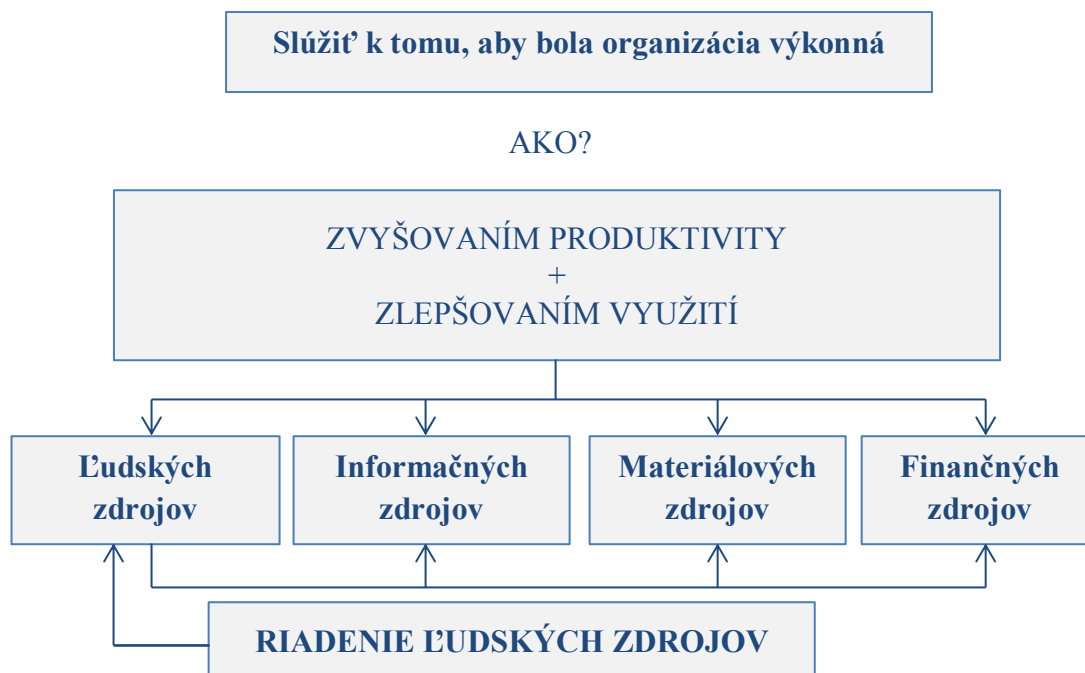 Slúžiť k tomu, aby bola organizácia výkonná
AKO?
ZVYŠOVANÍM PRODUKTIVITY
+
ZLEPŠOVANÍM VYUŽITÍ
Ľudských
zdrojov
Informačných
zdrojov
Materiálových
zdrojov
Finančných
zdrojov
RIADENIE ĽUDSKÝCH ZDROJOV